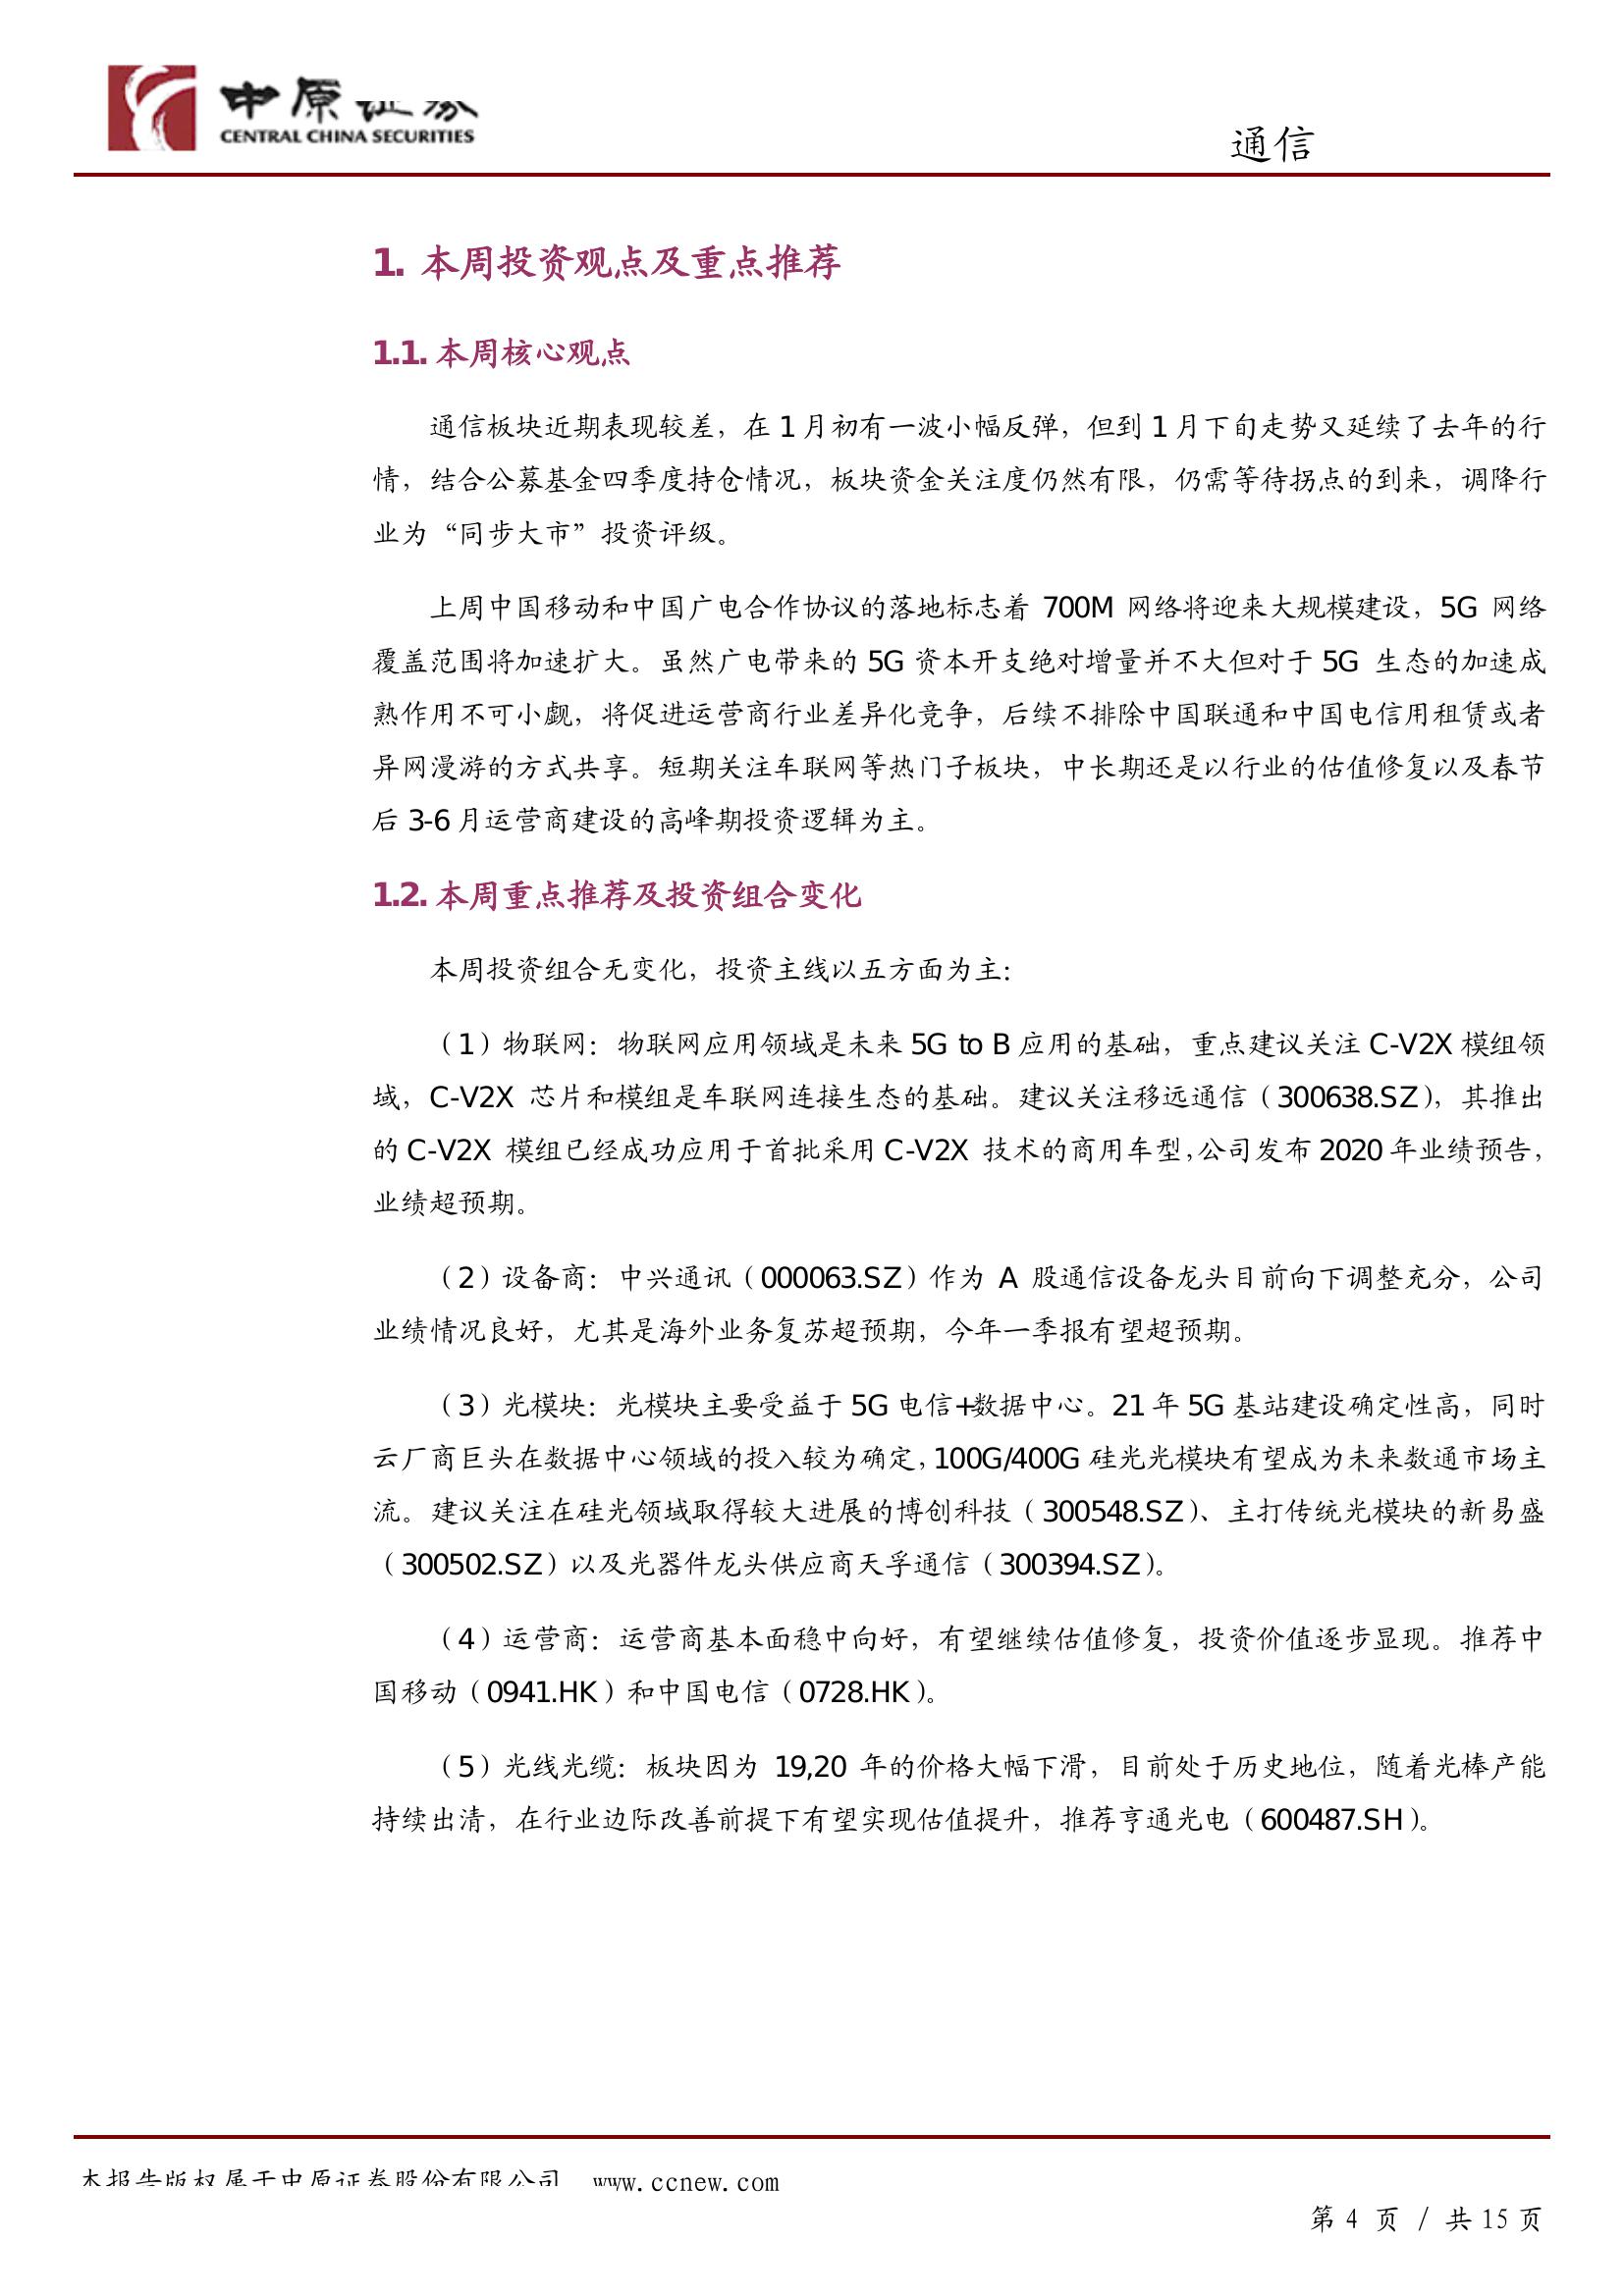 中原证券
CENTRAL CHINA SECURITIES
通信
1. 本周投资观点及重点推荐
1.1. 本周核心观点
通信板块近期表现较差，在 1 月初有一波小幅反弹，但到 1 月下旬走势又延续了去年的行
情，结合公募基金四季度持仓情况，板块资金关注度仍然有限，仍需等待拐点的到来，调降行
业为“同步大市”投资评级。
上周中国移动和中国广电合作协议的落地标志着 700M 网络将迎来大规模建设，5G 网络
覆盖范围将加速扩大。虽然广电带来的 5G 资本开支绝对增量并不大但对于 5G 生态的加速成
熟作用不可小觑，将促进运营商行业差异化竞争，后续不排除中国联通和中国电信用租赁或者
异网漫游的方式共享。短期关注车联网等热门子板块，中长期还是以行业的估值修复以及春节
后 3-6 月运营商建设的高峰期投资逻辑为主。
1.2. 本周重点推荐及投资组合变化
本周投资组合无变化，投资主线以五方面为主：
（1）物联网：物联网应用领域是未来 5G to B 应用的基础，重点建议关注 C-V2X 模组领
域，C-V2X 芯片和模组是车联网连接生态的基础。建议关注移远通信（300638.SZ），其推出
的 C-V2X 模组已经成功应用于首批采用 C-V2X 技术的商用车型，公司发布 2020 年业绩预告，
业绩超预期。
（2）设备商：中兴通讯（000063.SZ）作为 A 股通信设备龙头目前向下调整充分，公司
业绩情况良好，尤其是海外业务复苏超预期，今年一季报有望超预期。
（3）光模块：光模块主要受益于 5G 电信+数据中心。21 年 5G 基站建设确定性高，同时
云厂商巨头在数据中心领域的投入较为确定，100G/400G 硅光光模块有望成为未来数通市场主
流。建议关注在硅光领域取得较大进展的博创科技（300548.SZ）、主打传统光模块的新易盛
（300502.SZ）以及光器件龙头供应商天孚通信（300394.SZ）。
（4）运营商：运营商基本面稳中向好，有望继续估值修复，投资价值逐步显现。推荐中
国移动（0941.HK）和中国电信（0728.HK）。
（5）光线光缆：板块因为 19,20 年的价格大幅下滑，目前处于历史地位，随着光棒产能
持续出清，在行业边际改善前提下有望实现估值提升，推荐亨通光电（600487.SH）。
本报告版权属于中原证券股份有限公司 www.ccnew.com
第 4 页 / 共 15 页